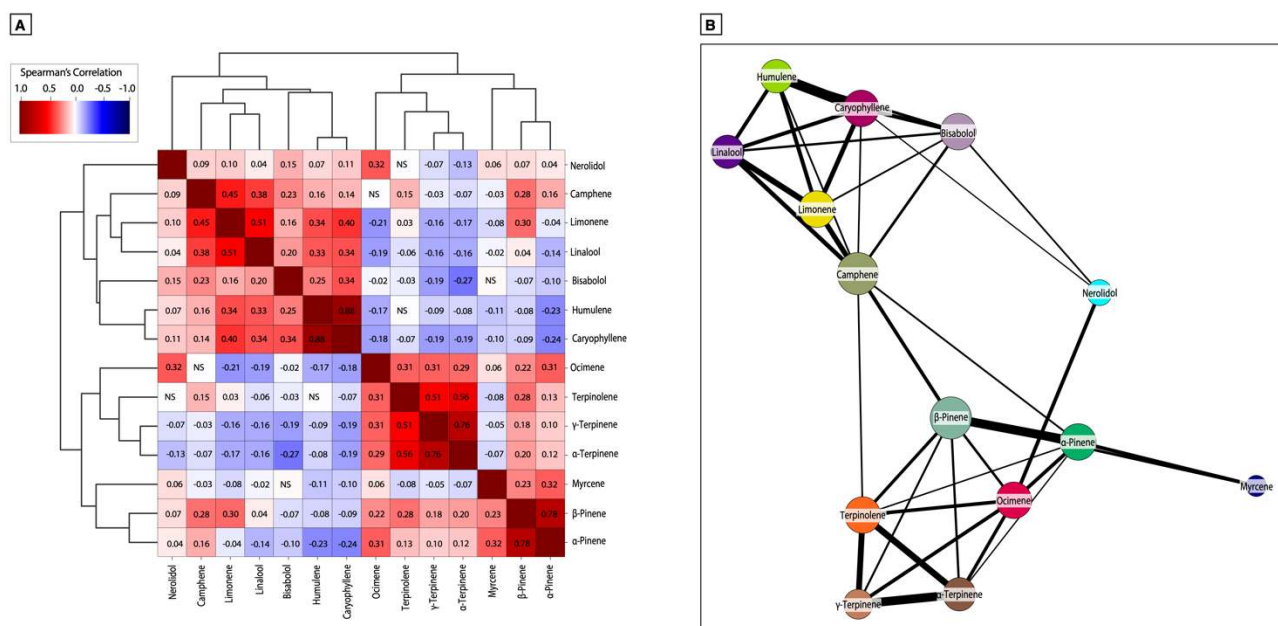 A
Spearman's Correlation
1.0 0.5 0.0 -0.5 -1.0
0.09 0.10 0.04 0.15 0.07 0.11 0.32 NS -0.07 -0.13 0.06 0.07 0.04 Nerolidol
0.09 0.45 0.38 0.23 0.16 0.14 NS 0.15 -0.03 -0.07 -0.03 0.28 0.16 Camphene
0.10 0.45 0.51 0.16 0.34 0.40 -0.21 0.03 -0.16 -0.17 -0.08 0.30 -0.04 Limonene
0.04 0.38 0.51 0.20 0.33 0.34 -0.19 -0.06 -0.16 -0.16 -0.02 0.04 -0.14 Linalool
0.15 0.23 0.16 0.20 0.25 0.34 -0.02 -0.03 -0.19 -0.27 NS -0.07 -0.10 Bisabolol
0.07 0.16 0.34 0.33 0.25 0.88 -0.17 NS -0.09 -0.08 -0.11 -0.08 -0.23 Humulene
0.11 0.14 0.40 0.34 0.34 0.88 -0.18 -0.07 -0.19 -0.19 -0.10 -0.09 -0.24 Caryophyllene
0.32 NS -0.21 -0.19 -0.02 -0.17 -0.18 0.31 0.31 0.29 0.06 0.22 0.31 Ocimene
NS 0.15 0.03 -0.06 -0.03 NS -0.07 0.31 0.51 0.56 -0.08 0.28 0.13 Terpinolene
-0.07 -0.03 -0.16 -0.16 -0.19 -0.09 -0.19 0.31 0.51 0.76 -0.05 0.18 0.10 γ-Terpinene
-0.13 -0.07 -0.17 -0.16 -0.27 -0.08 -0.19 0.29 0.56 0.76 -0.07 0.20 0.12 α-Terpinene
0.06 -0.03 -0.08 -0.02 NS -0.11 -0.10 0.06 -0.08 -0.05 -0.07 0.23 0.32 Myrcene
0.07 0.28 0.30 0.04 -0.07 -0.08 -0.09 0.22 0.28 0.18 0.20 0.23 0.78 β-Pinene
0.04 0.16 -0.04 -0.14 -0.10 -0.23 -0.24 0.31 0.13 0.10 0.12 0.32 0.78 α-Pinene
Nerolidol Camphene Limonene Linalool Bisabolol Humulene Caryophyllene Ocimene Terpinolene γ-Terpinene α-Terpinene Myrcene β-Pinene α-Pinene
B
Humulene
Caryophyllene
Bisabolol
Linalool
Limonene
Camphene
Nerolidol
β-Pinene
α-Pinene
Myrcene
Ocimene
Terpinolene
γ-Terpinene
α-Terpinene